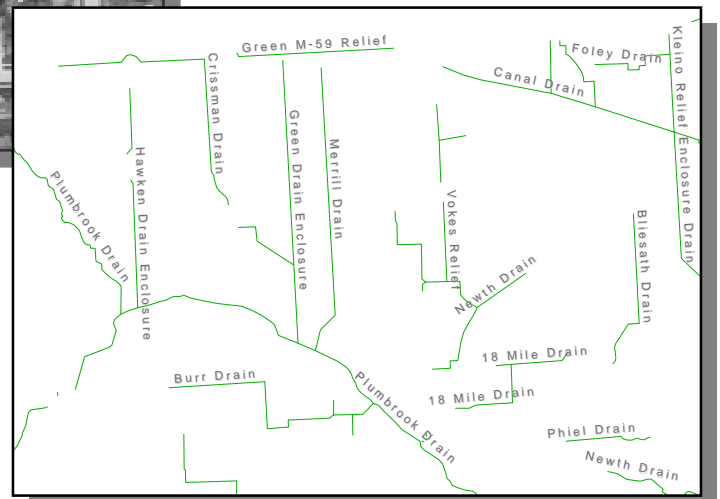 Green M-59 Relief
Foley Drain
Kleino Relief Enclosure Drain
Canal Drain
Crissman Drain
Green Drain Enclosure
Merrill Drain
Hawken Drain Enclosure
Plumbrook Drain
Vokes Relief
Bliesath Drain
Newth Drain
18 Mile Drain
Burr Drain
Plumbrook Drain
18 Mile Drain
Phiel Drain
Newth Drain